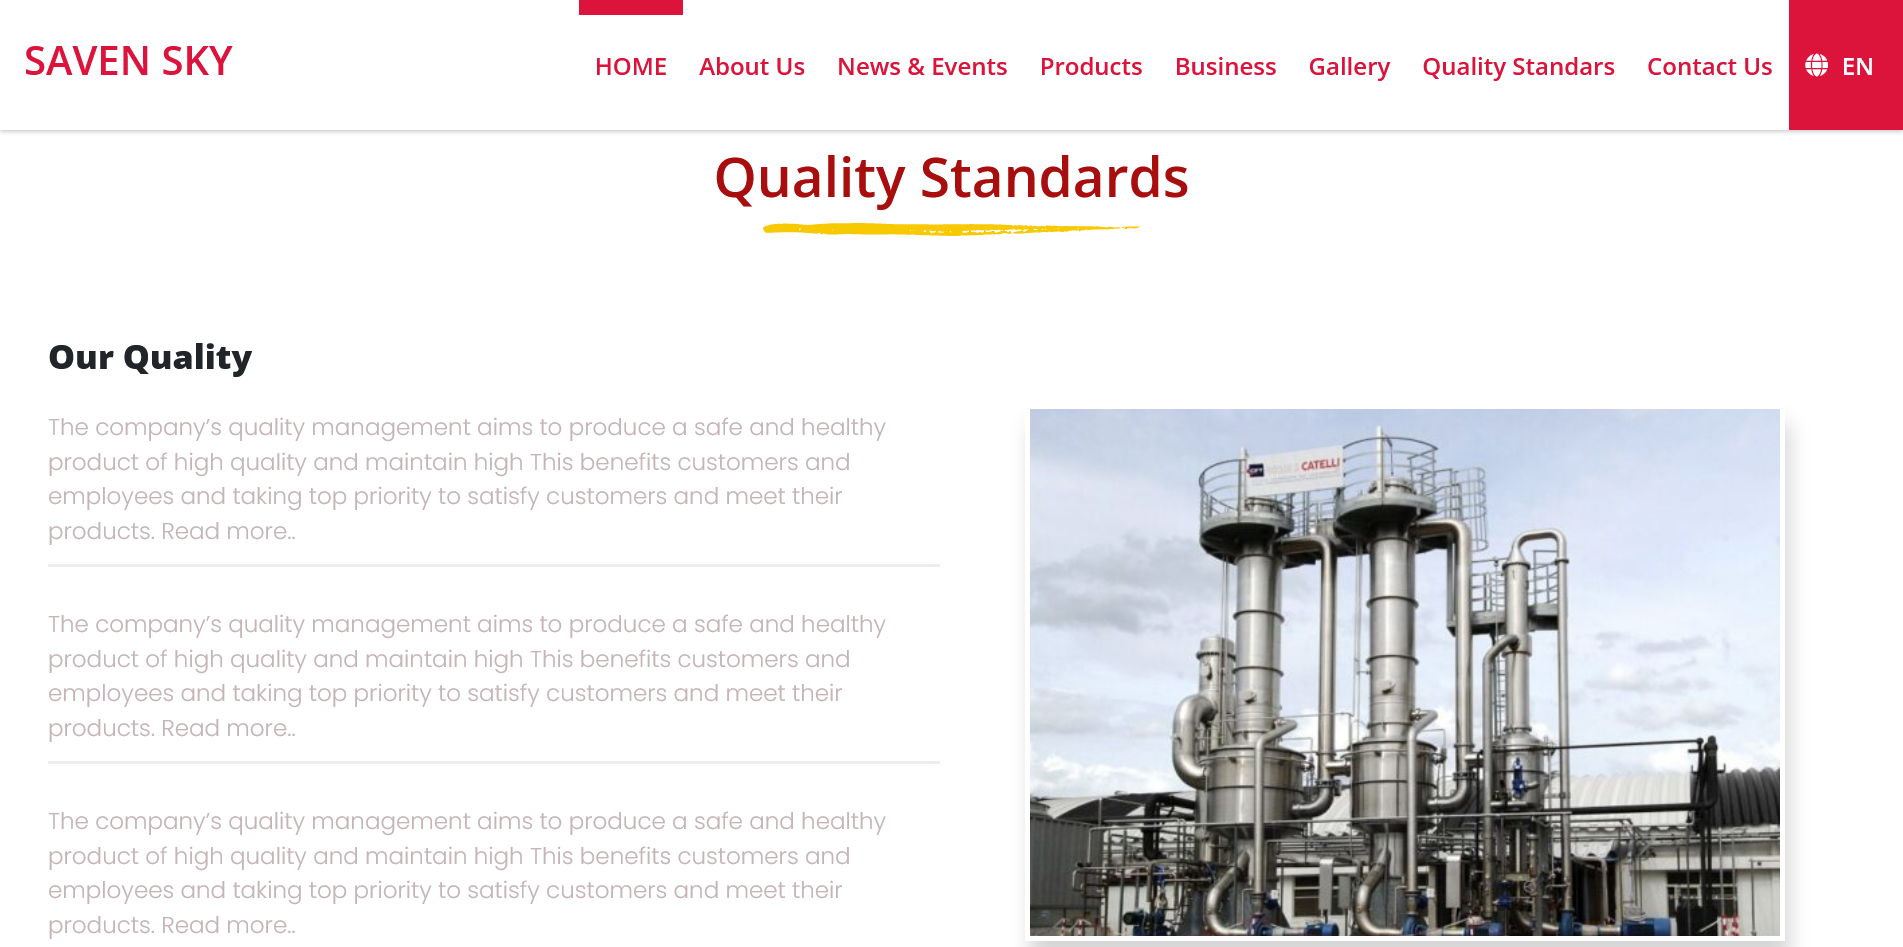 SAVEN SKY
HOME About Us News & Events Products Business Gallery Quality Standars Contact Us EN
Quality Standards
Our Quality
The company’s quality management aims to produce a safe and healthy
product of high quality and maintain high This benefits customers and
employees and taking top priority to satisfy customers and meet their
products. Read more..
CATELLI
The company’s quality management aims to produce a safe and healthy
product of high quality and maintain high This benefits customers and
employees and taking top priority to satisfy customers and meet their
products. Read more..
The company’s quality management aims to produce a safe and healthy
product of high quality and maintain high This benefits customers and
employees and taking top priority to satisfy customers and meet their
products. Read more..